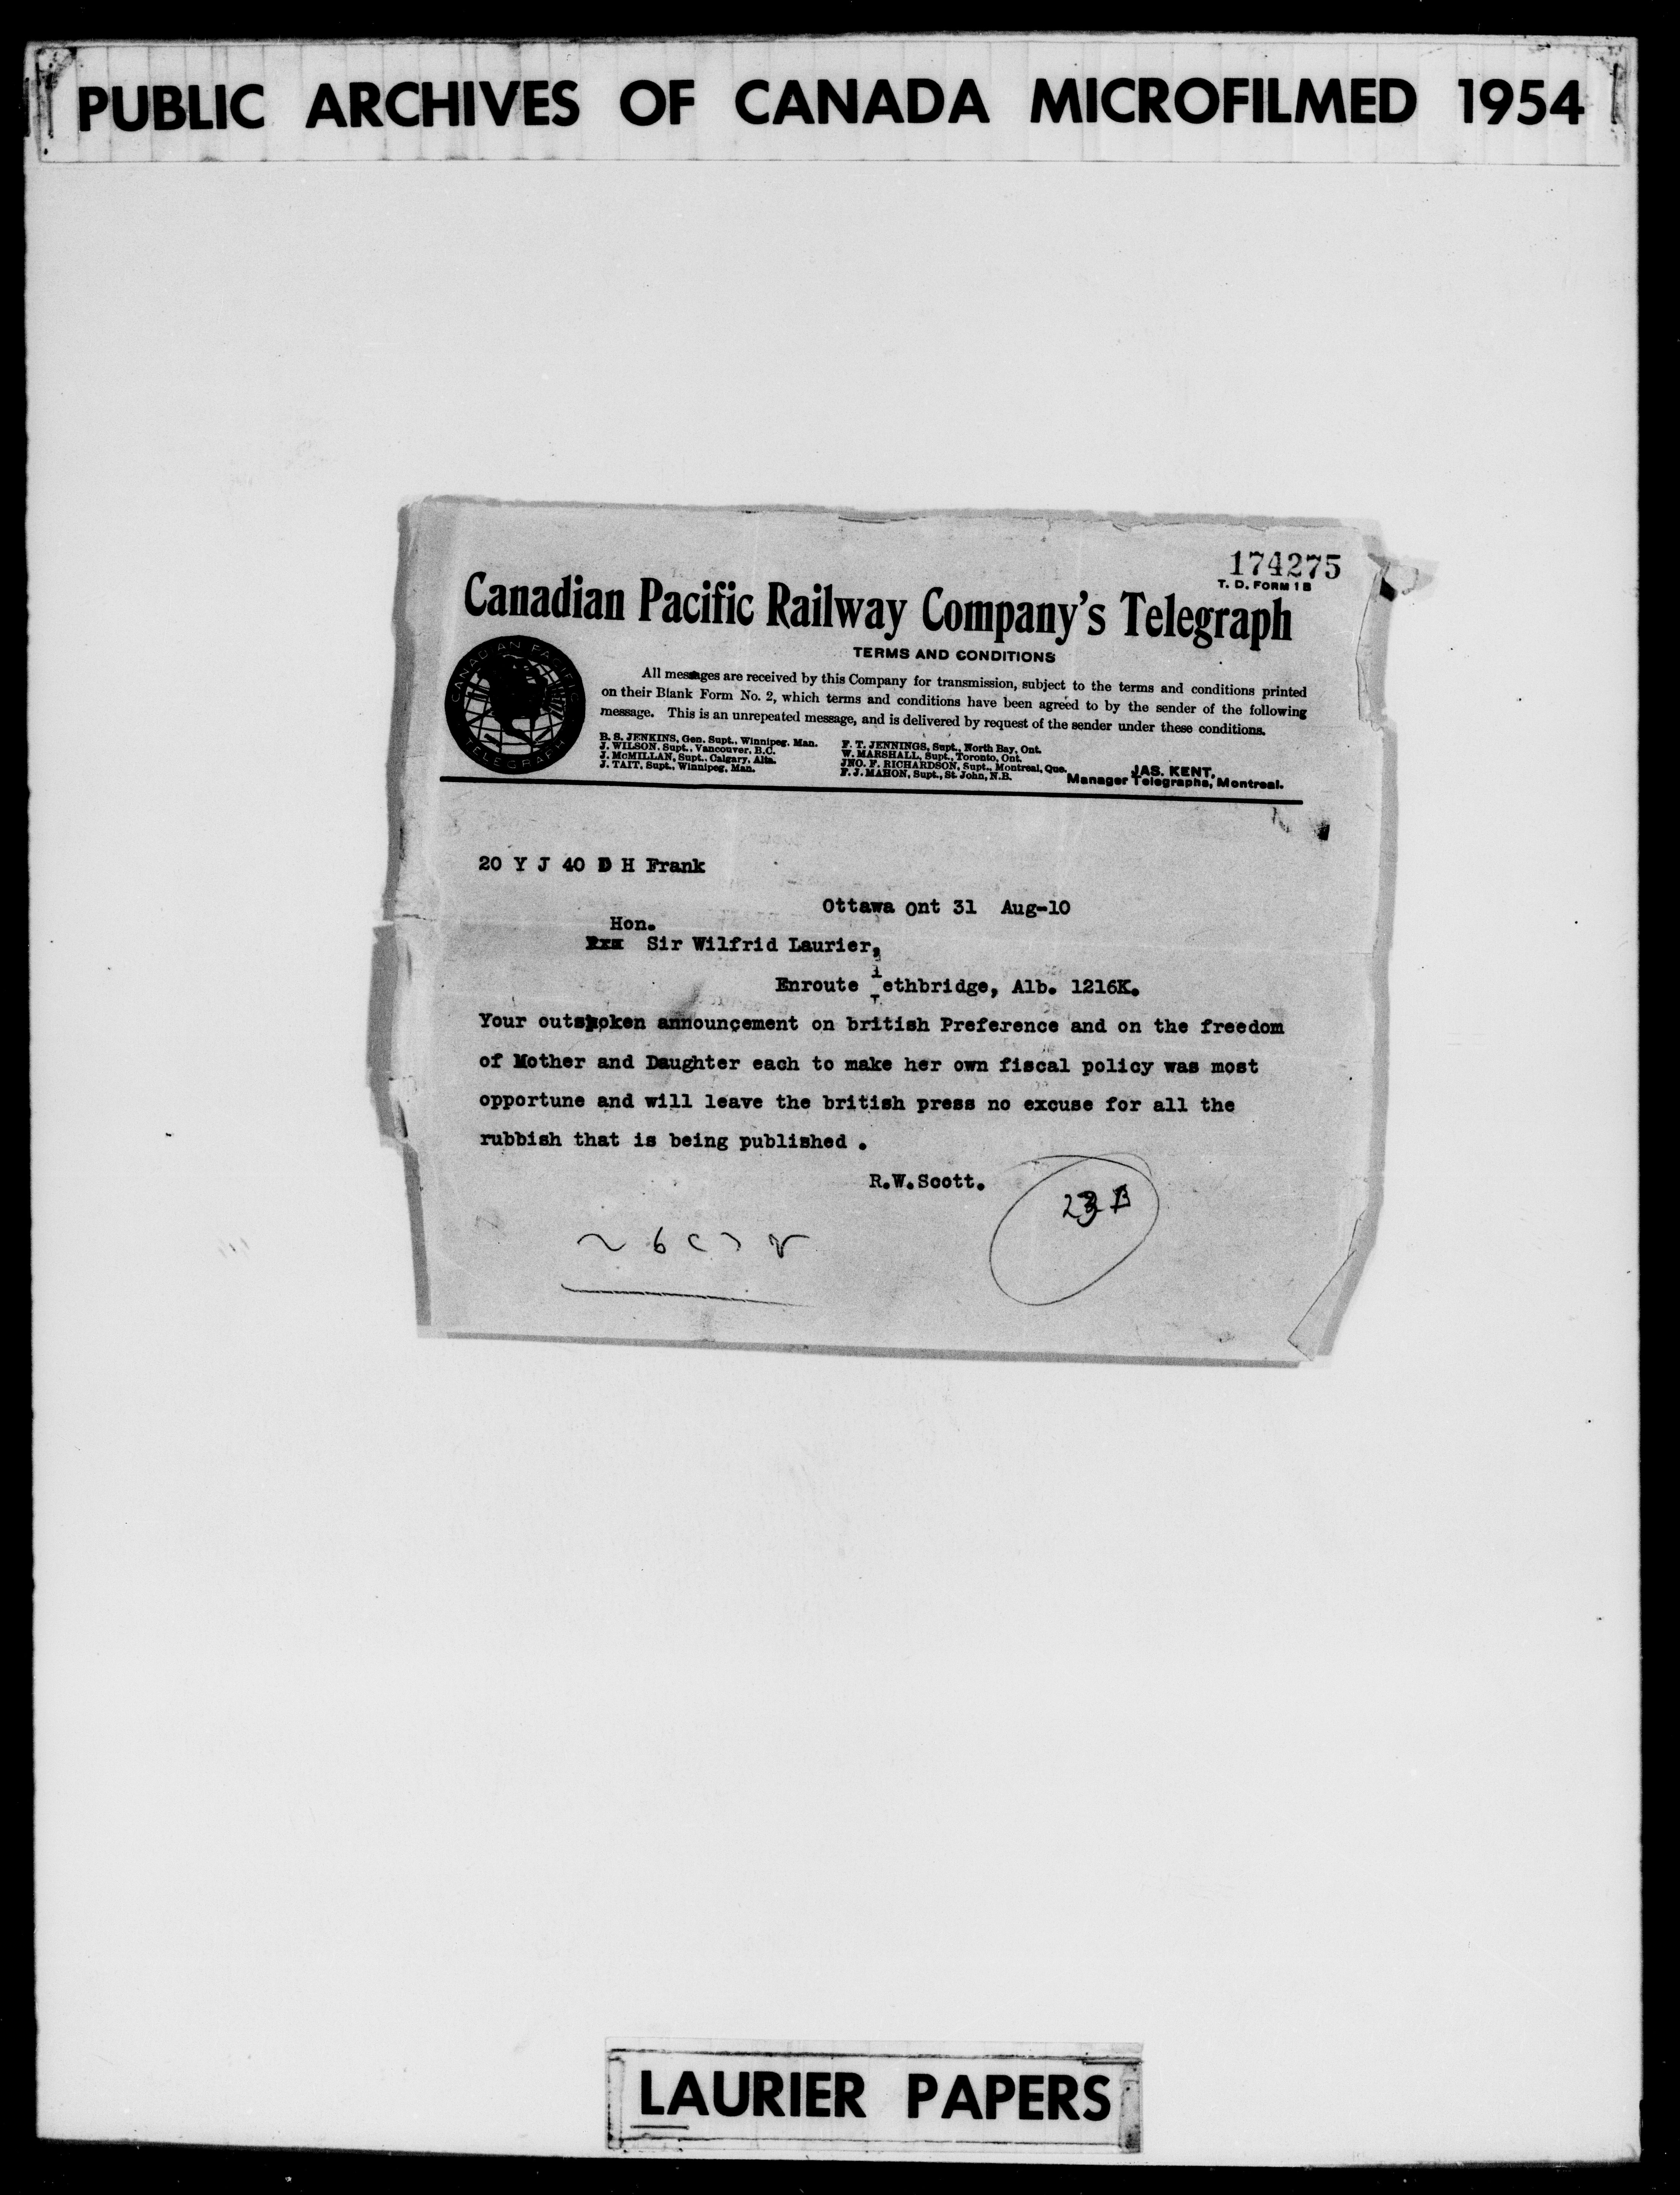 PUBLIC ARCHIVES OF CANADA MICROFILMED 1954
174275
T. D. FORM 1 B
Canadian Pacific Railway Company's Telegraph
TERMS AND CONDITIONS
CANADIAN PACIFIC
TELEGRAPH
All messages are received by this Company for transmission, subject to the terms and conditions printed
on their Blank Form No. 2, which terms and conditions have been agreed to by the sender of the following
message. This is an unrepeated message, and is delivered by request of the sender under these conditions.
B. S. JENKINS, Gen. Supt., Winnipeg, Man.
J. WILSON, Supt., Vancouver, B.C.
J. McMILLAN, Supt., Calgary, Alta.
J. TAIT, Supt., Winnipeg, Man.
F. T. JENNINGS, Supt., North Bay, Ont.
W. MARSHALL, Supt., Toronto, Ont.
JNO. F. RICHARDSON, Supt., Montreal, Que.
F. J. MAHON, Supt., St. John, N.B.
JAS. KENT,
Manager Telegraphs, Montreal.
20 Y J 40 D H Frank
Ottawa Ont 31 Aug-10
Hon.
Sir Wilfrid Laurier,
Enroute Lethbridge, Alb. 1216K.
Your outspoken announcement on british Preference and on the freedom
of Mother and Daughter each to make her own fiscal policy was most
opportune and will leave the british press no excuse for all the
rubbish that is being published .
R.W.Scott.
LAURIER PAPERS